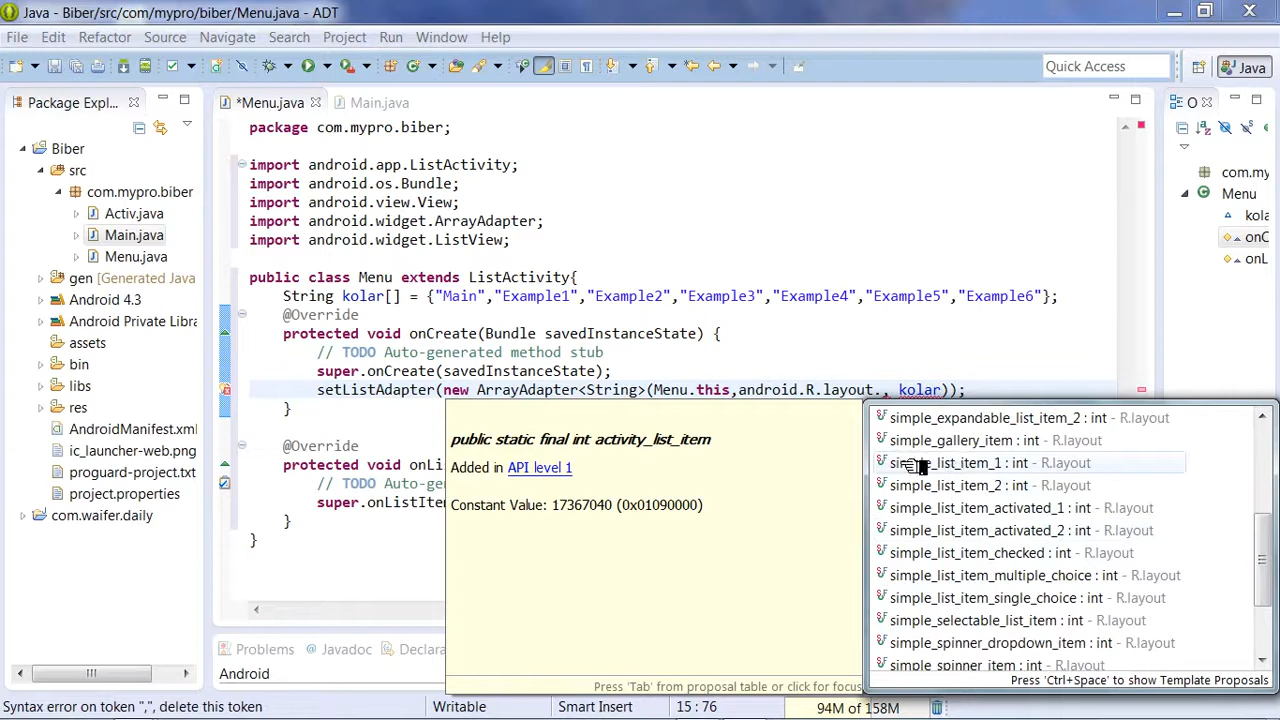 Java - Biber/src/com/mypro/biber/Menu.java - ADT
File Edit Refactor Source Navigate Search Project Run Window Help
Quick Access
Java
Package Expl...
*Menu.java
Main.java
O
Biber
src
com.mypro.biber
Activ.java
Main.java
Menu.java
gen [Generated Java
Android 4.3
Android Private Libra
assets
bin
libs
res
AndroidManifest.xml
ic_launcher-web.png
proguard-project.txt
project.properties
com.waifer.daily
package com.mypro.biber;
import android.app.ListActivity;
import android.os.Bundle;
import android.view.View;
import android.widget.ArrayAdapter;
import android.widget.ListView;
public class Menu extends ListActivity{
String kolar[] = {"Main","Example1","Example2","Example3","Example4","Example5","Example6"};
@Override
protected void onCreate(Bundle savedInstanceState) {
// TODO Auto-generated method stub
super.onCreate(savedInstanceState);
setListAdapter(new ArrayAdapter<String>(Menu.this,android.R.layout., kolar));
}
@Override
protected void onLi
// TODO Auto-gene
super.onListItem
}
}
com.my
Menu
kola
onC
onL
public static final int activity_list_item
Added in API level 1
Constant Value: 17367040 (0x01090000)
Press 'Tab' from proposal table or click for focus
simple_expandable_list_item_2 : int - R.layout
simple_gallery_item : int - R.layout
simple_list_item_1 : int - R.layout
simple_list_item_2 : int - R.layout
simple_list_item_activated_1 : int - R.layout
simple_list_item_activated_2 : int - R.layout
simple_list_item_checked : int - R.layout
simple_list_item_multiple_choice : int - R.layout
simple_list_item_single_choice : int - R.layout
simple_selectable_list_item : int - R.layout
simple_spinner_dropdown_item : int - R.layout
simple_spinner_item : int - R.layout
Press 'Ctrl+Space' to show Template Proposals
Problems
Javadoc
Declara
Android
Syntax error on token ",", delete this token
Writable
Smart Insert
15 : 76
94M of 158M